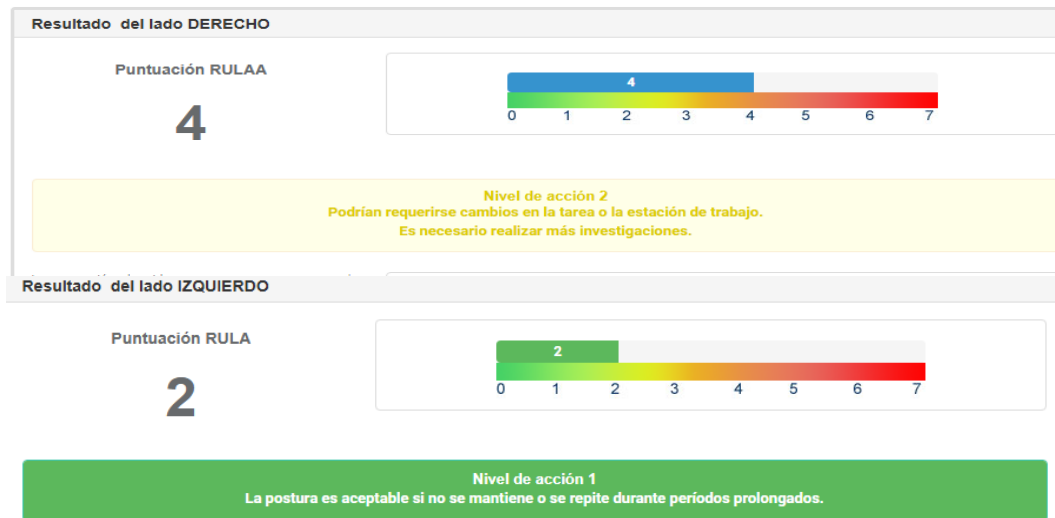 Resultado del lado DERECHO
Puntuación RULAA
4
4
0 1 2 3 4 5 6 7
Nivel de acción 2
Podrían requerirse cambios en la tarea o la estación de trabajo.
Es necesario realizar más investigaciones.
Resultado del lado IZQUIERDO
Puntuación RULA
2
2
0 1 2 3 4 5 6 7
Nivel de acción 1
La postura es aceptable si no se mantiene o se repite durante períodos prolongados.